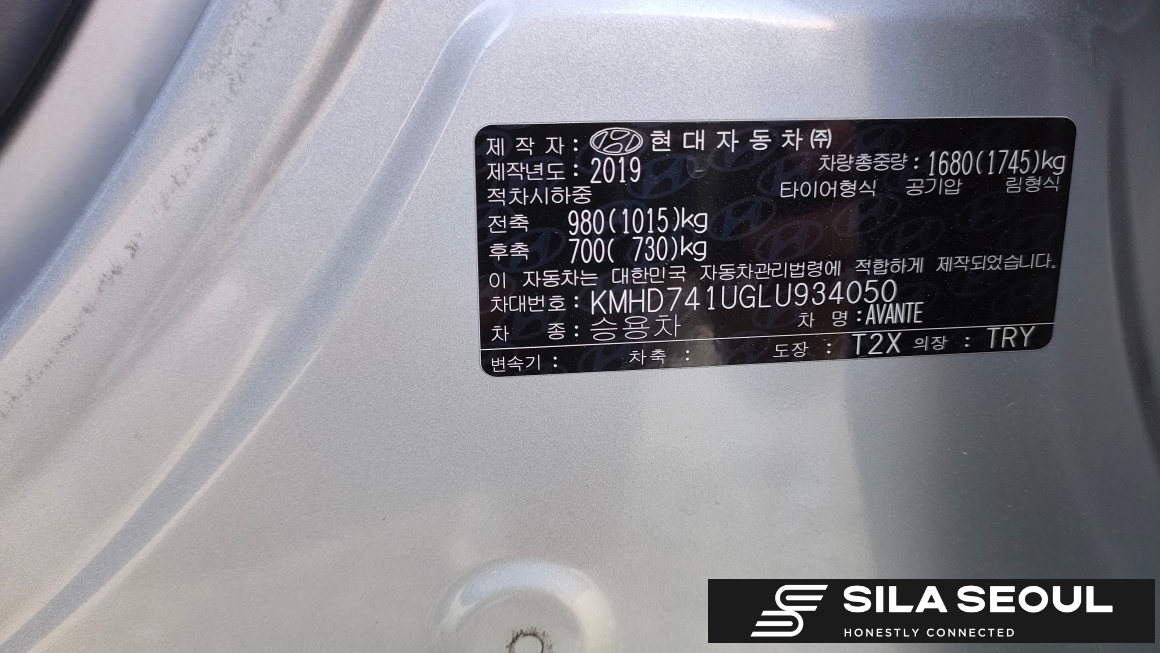 제 작 자 : 현대자동차㈜
제작년도 : 2019 차량총중량 : 1680(1745)kg
적차시하중 타이어형식 공기압 림형식
전축 980(1015)kg
후축 700( 730)kg
이 자동차는 대한민국 자동차관리법령에 적합하게 제작되었습니다.
차대번호 : KMHD741UGLU934050
차 종 : 승용차 차 명 : AVANTE
변속기 : 차축 : 도장 : T2X 의장 : TRY
SILA SEOUL
HONESTLY CONNECTED